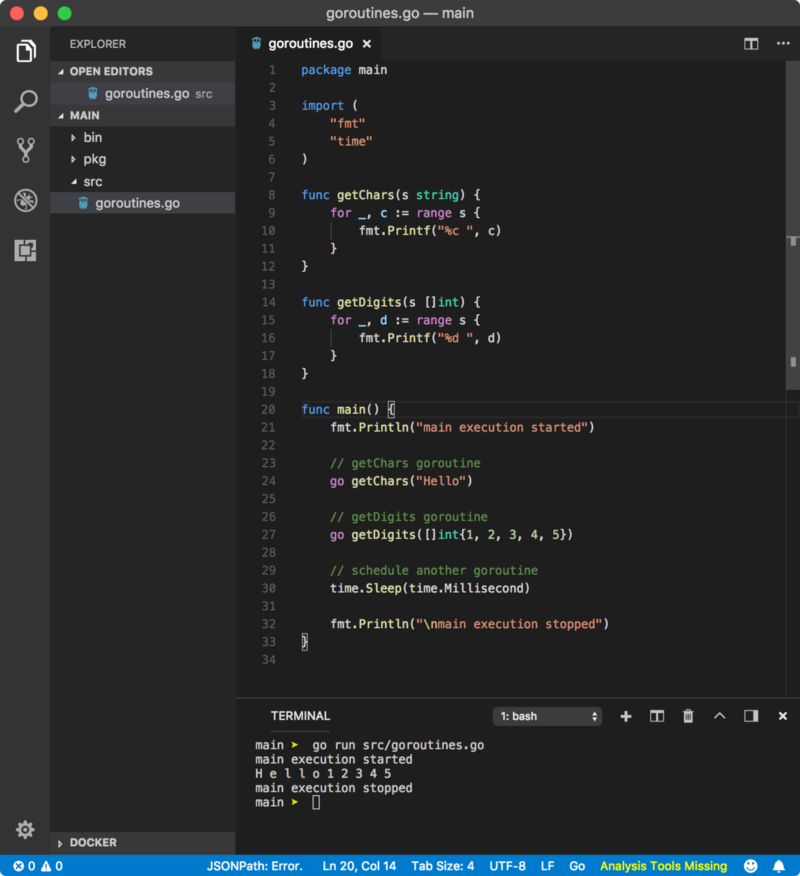 goroutines.go — main
EXPLORER
OPEN EDITORS
goroutines.go src
MAIN
bin
pkg
src
goroutines.go
DOCKER
goroutines.go
1 package main
2
3 import (
4     "fmt"
5     "time"
6 )
7
8 func getChars(s string) {
9     for _, c := range s {
10         fmt.Printf("%c ", c)
11     }
12 }
13
14 func getDigits(s []int) {
15     for _, d := range s {
16         fmt.Printf("%d ", d)
17     }
18 }
19
20 func main() {
21     fmt.Println("main execution started")
22
23     // getChars goroutine
24     go getChars("Hello")
25
26     // getDigits goroutine
27     go getDigits([]int{1, 2, 3, 4, 5})
28
29     // schedule another goroutine
30     time.Sleep(time.Millisecond)
31
32     fmt.Println("\nmain execution stopped")
33 }
34
TERMINAL
1: bash
main ➤ go run src/goroutines.go
main execution started
H e l l o 1 2 3 4 5
main execution stopped
main ➤
0 0 JSONPath: Error. Ln 20, Col 14 Tab Size: 4 UTF-8 LF Go Analysis Tools Missing